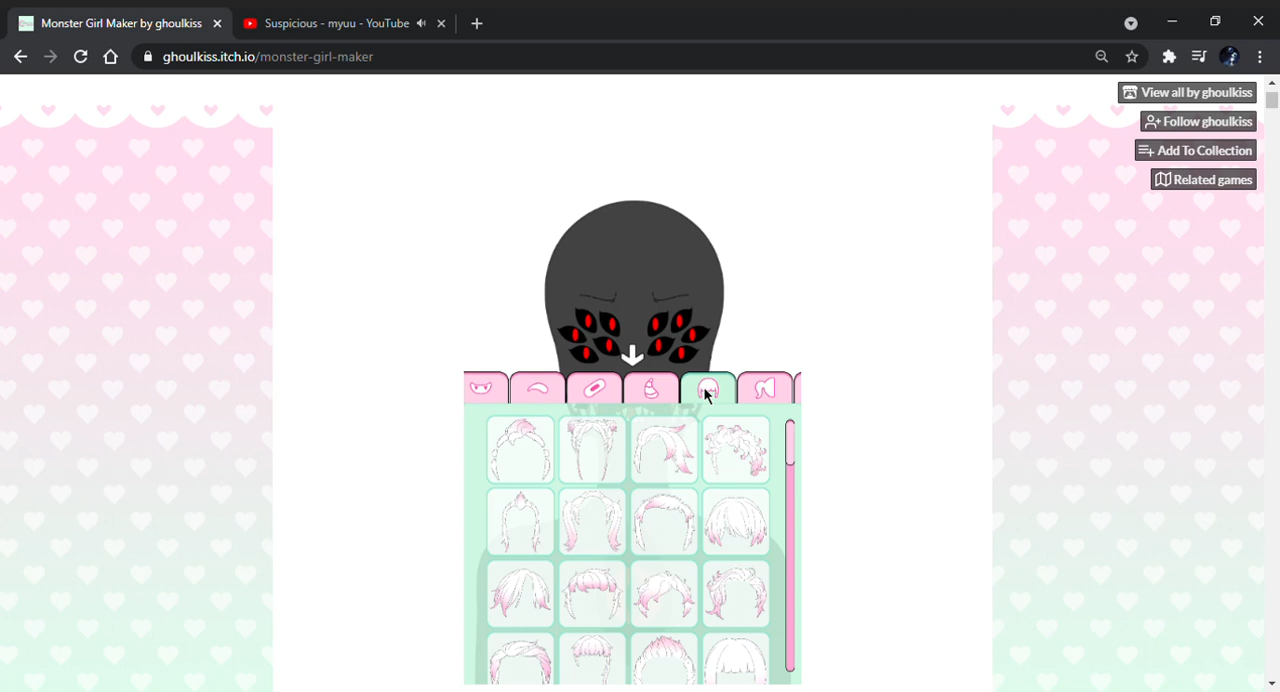 Monster Girl Maker by ghoulkiss
Suspicious - myuu - YouTube
ghoulkiss.itch.io/monster-girl-maker
View all by ghoulkiss
Follow ghoulkiss
Add To Collection
Related games